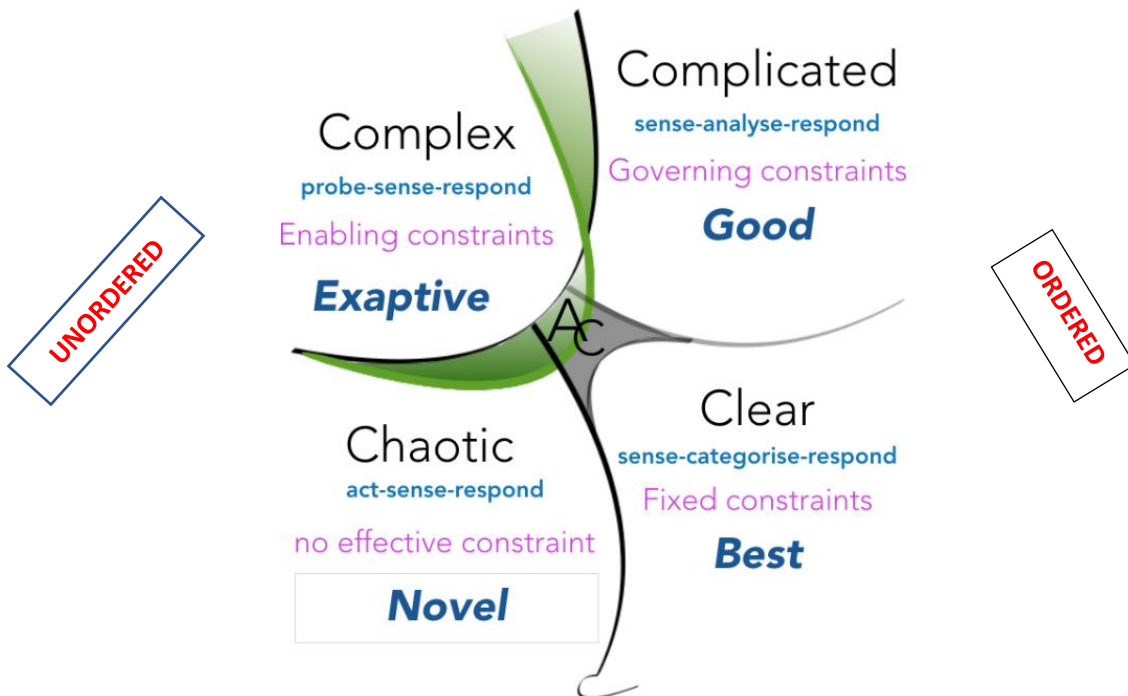 Complex
probe-sense-respond
Enabling constraints
Exaptive
Complicated
sense-analyse-respond
Governing constraints
Good
UNORDERED
ORDERED
A
C
Chaotic
act-sense-respond
no effective constraint
Novel
Clear
sense-categorise-respond
Fixed constraints
Best